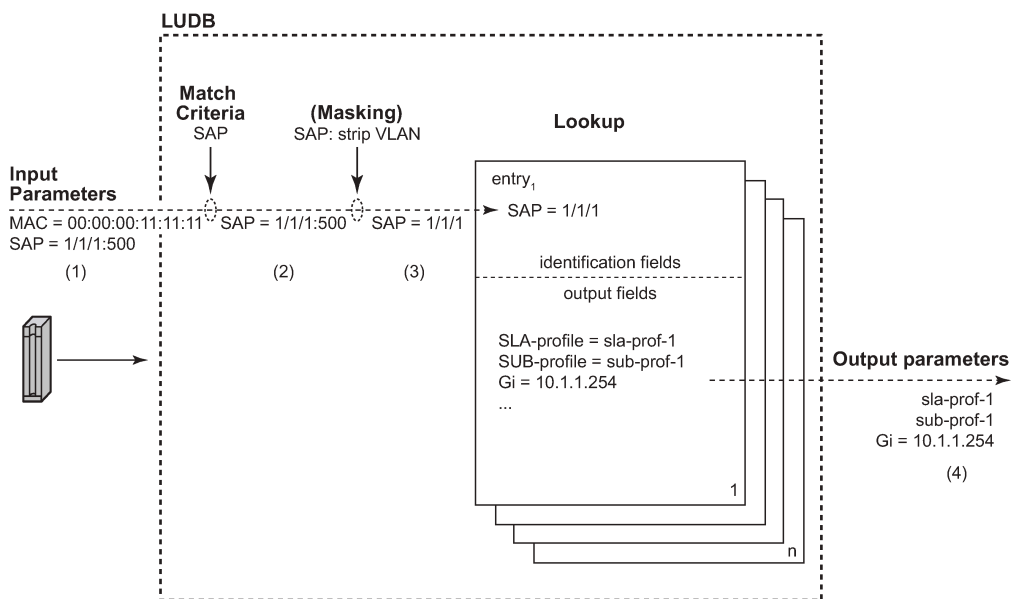 LUDB
Match
Criteria
SAP
(Masking)
SAP: strip VLAN
Lookup
Input
Parameters
MAC = 00:00:00:11:11:11
SAP = 1/1/1:500
(1)
SAP = 1/1/1:500
(2)
SAP = 1/1/1
(3)
entry1
SAP = 1/1/1
identification fields
output fields
SLA-profile = sla-prof-1
SUB-profile = sub-prof-1
Gi = 10.1.1.254
...
1
n
Output parameters
sla-prof-1
sub-prof-1
Gi = 10.1.1.254
(4)